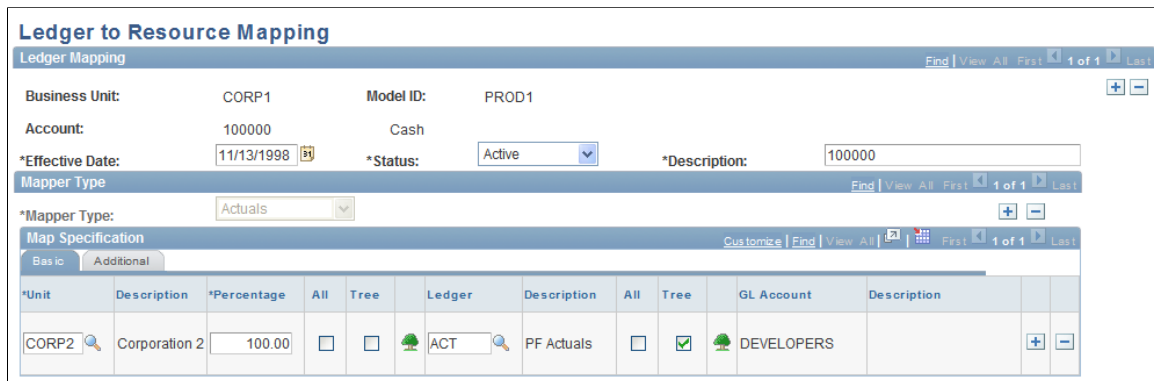 Ledger to Resource Mapping
Ledger Mapping Find | View All First 1 of 1 Last
Business Unit: CORP1 Model ID: PROD1
Account: 100000 Cash
*Effective Date: 11/13/1998 31 *Status: Active *Description: 100000
Mapper Type Find | View All First 1 of 1 Last
*Mapper Type: Actuals
Map Specification Customize | Find | View All | | First 1 of 1 Last
Basic Additional
*Unit Description *Percentage All Tree Ledger Description All Tree GL Account Description
CORP2 Corporation 2 100.00 ACT PF Actuals DEVELOPERS